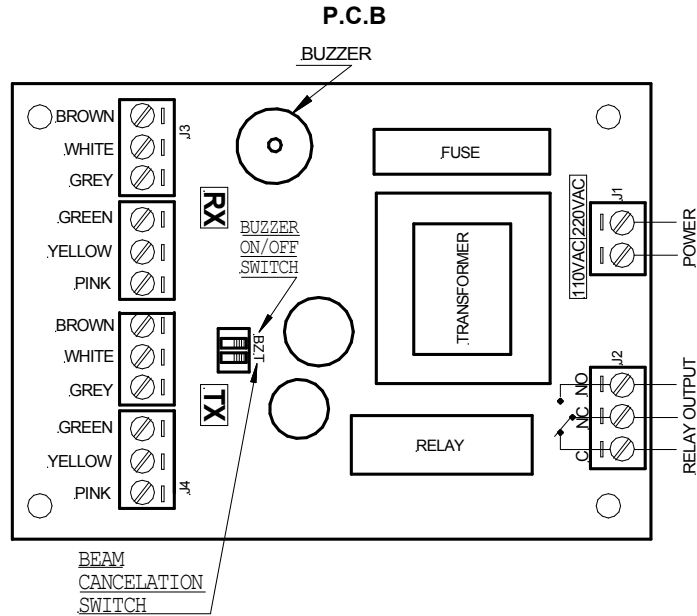 P.C.B
BUZZER
BROWN
WHITE
GREY
J3
GREEN
YELLOW
PINK
RX
BUZZER
ON/OFF
SWITCH
FUSE
TRANSFORMER
110VAC
220VAC
J1
POWER
BROWN
WHITE
GREY
BZ.T
TX
GREEN
YELLOW
PINK
J4
RELAY
J2
NO
NC
C
RELAY OUTPUT
BEAM
CANCELATION
SWITCH